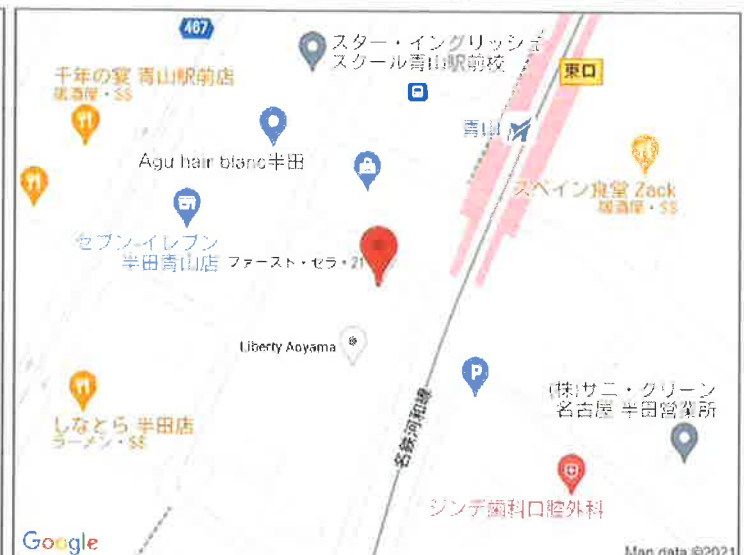 467
スター・イングリッシュ
スクール青山駅前校
千年の宴 青山駅前店
居酒屋・$$
東口
青山
Agu hair blanc半田
スペイン食堂 Zack
居酒屋・$$
セブン-イレブン
半田青山店
ファースト・セラ・21
Liberty Aoyama
P
(株)サニ・クリーン
名古屋 半田営業所
しなとら 半田店
ラーメン・$$
名鉄河和線
ジンデ歯科口腔外科
Google
Map data ©2021